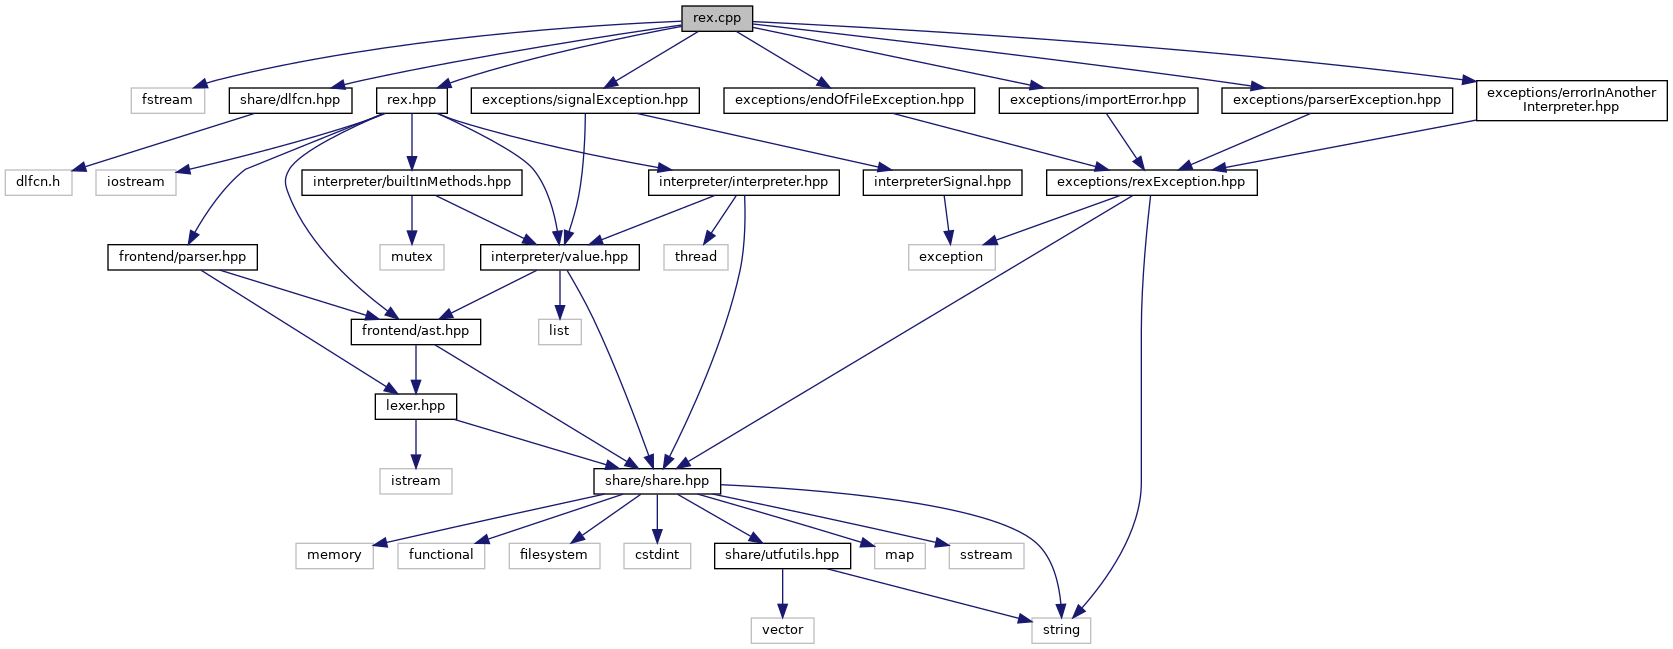 rex.cpp
fstream
share/dlfcn.hpp
rex.hpp
exceptions/signalException.hpp
exceptions/endOfFileException.hpp
exceptions/importError.hpp
exceptions/parserException.hpp
exceptions/errorInAnother
Interpreter.hpp
dlfcn.h
iostream
interpreter/builtInMethods.hpp
interpreter/interpreter.hpp
interpreterSignal.hpp
exceptions/rexException.hpp
frontend/parser.hpp
mutex
interpreter/value.hpp
thread
exception
frontend/ast.hpp
list
lexer.hpp
istream
share/share.hpp
memory
functional
filesystem
cstdint
share/utfutils.hpp
map
sstream
vector
string